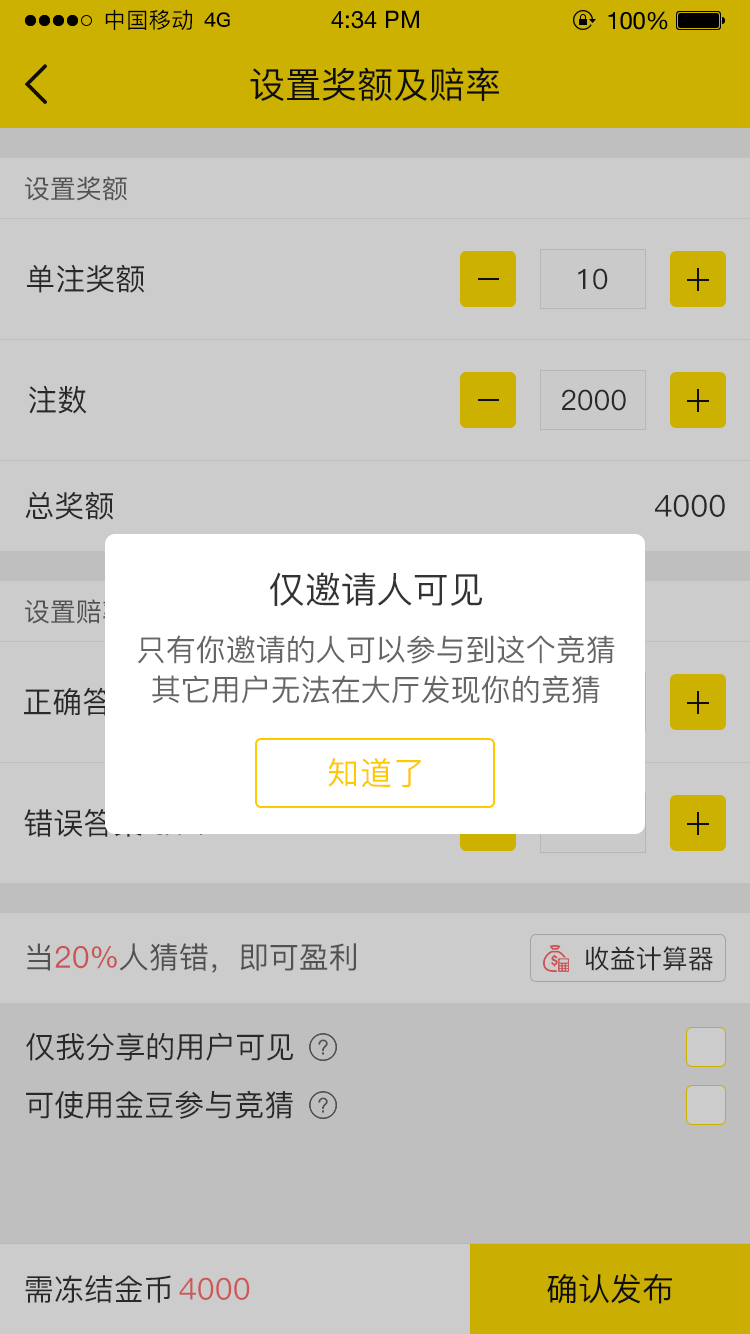 中国移动 4G 4:34 PM 100%
设置奖额及赔率
设置奖额
单注奖额 − 10 +
注数 − 2000 +
总奖额 4000
设置赔
仅邀请人可见
只有你邀请的人可以参与到这个竞猜
其它用户无法在大厅发现你的竞猜
正确答 +
知道了
错误答 +
当20%人猜错，即可盈利 收益计算器
仅我分享的用户可见 ?
可使用金豆参与竞猜 ?
需冻结金币 4000 确认发布